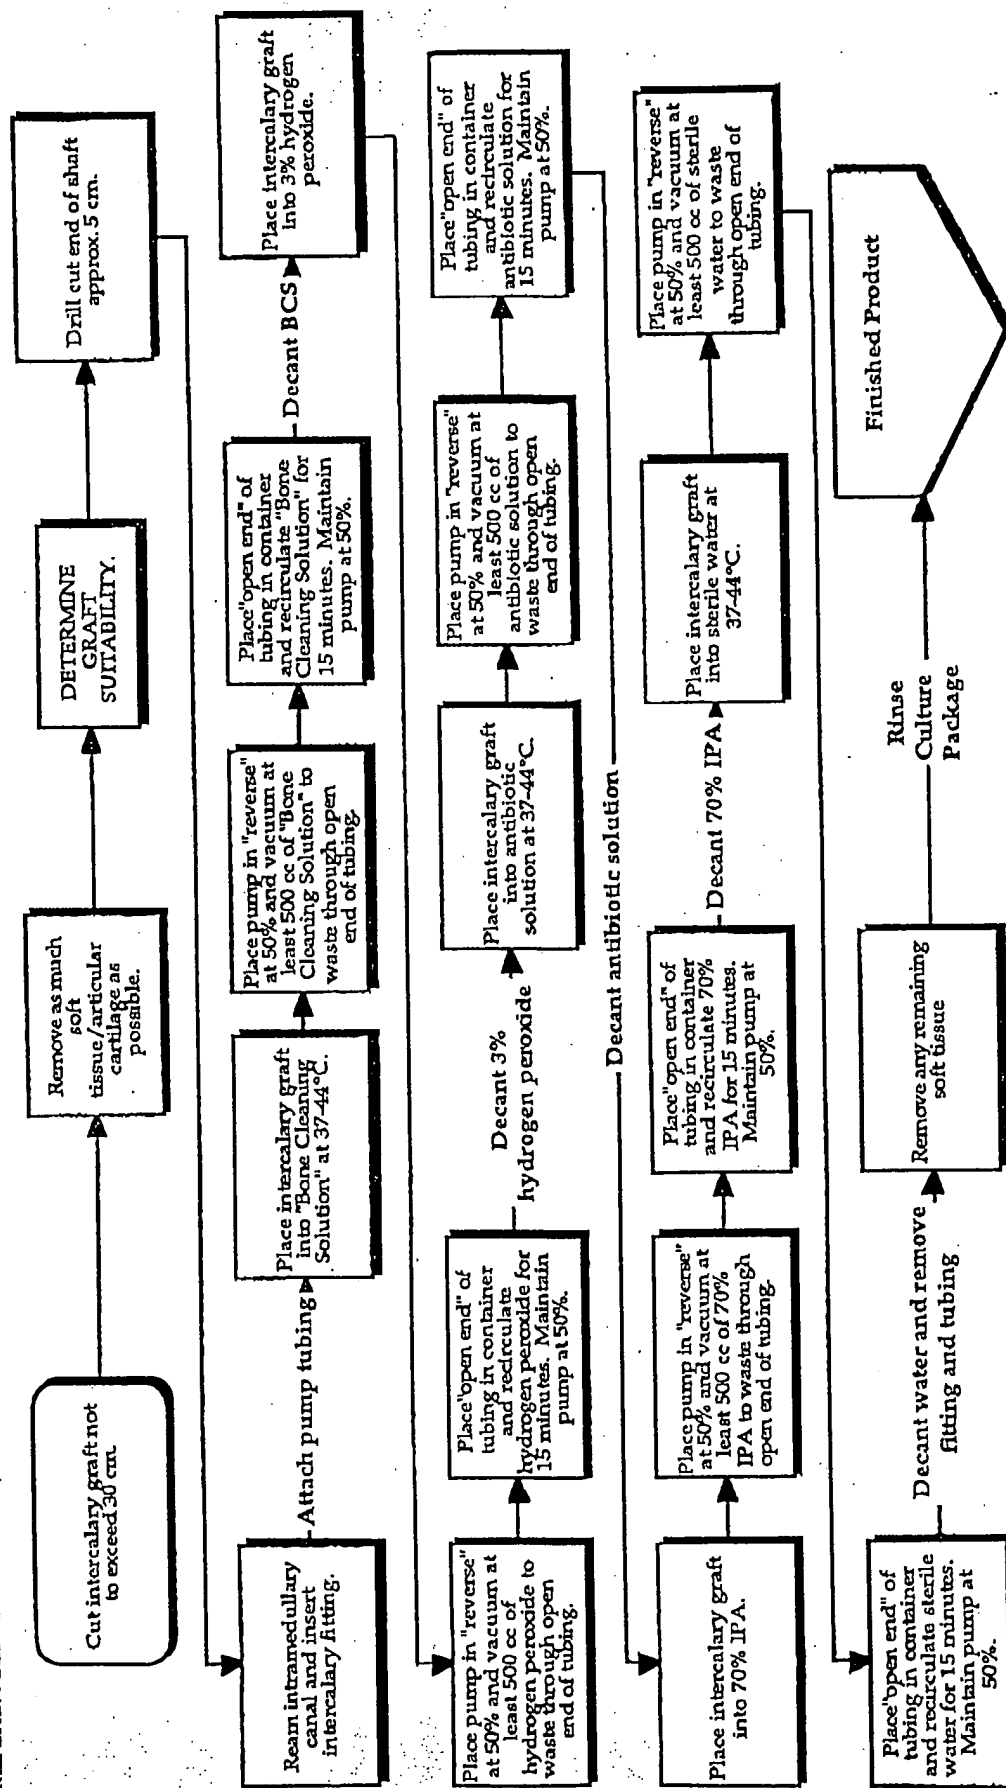 Cut intercalary graft not
to exceed 30 cm.
Remove as much
soft
tissue/articular
cartilage as
possible.
DETERMINE
GRAFT
SUITABILITY.
Drill cut end of shaft
approx. 5 cm.
Ream intramedullary
canal and insert
intercalary fitting.
Attach pump tubing
Place intercalary graft
into "Bone Cleaning
Solution" at 37-44°C.
Place pump in "reverse"
at 50% and vacuum at
least 500 cc of "Bone
Cleaning Solution" to
waste through open
end of tubing.
Place "open end" of
tubing in container
and recirculate "Bone
Cleaning Solution" for
15 minutes. Maintain
pump at 50%.
Decant BCS
Place intercalary graft
into 3% hydrogen
peroxide.
Place pump in "reverse"
at 50% and vacuum at
least 500 cc of
hydrogen peroxide to
waste through open
end of tubing.
Place "open end" of
tubing in container
and recirculate
hydrogen peroxide for
15 minutes. Maintain
pump at 50%.
Decant 3%
hydrogen peroxide
Place intercalary graft
into antibiotic
solution at 37-44°C.
Place pump in "reverse"
at 50% and vacuum at
least 500 cc of
antibiotic solution to
waste through open
end of tubing.
Place "open end" of
tubing in container
and recirculate
antibiotic solution for
15 minutes. Maintain
pump at 50%.
Decant antibiotic solution
Place intercalary graft
into 70% IPA.
Place pump in "reverse"
at 50% and vacuum at
least 500 cc of 70%
IPA to waste through
open end of tubing.
Place "open end" of
tubing in container
and recirculate 70%
IPA for 15 minutes.
Maintain pump at
50%.
Decant 70% IPA
Place intercalary graft
into sterile water at
37-44°C.
Place pump in "reverse"
at 50% and vacuum at
least 500 cc of sterile
water to waste
through open end of
tubing.
Place "open end" of
tubing in container
and recirculate sterile
water for 15 minutes.
Maintain pump at
50%.
Decant water and remove
fitting and tubing
Remove any remaining
soft tissue
Rinse
Culture
Package
Finished Product